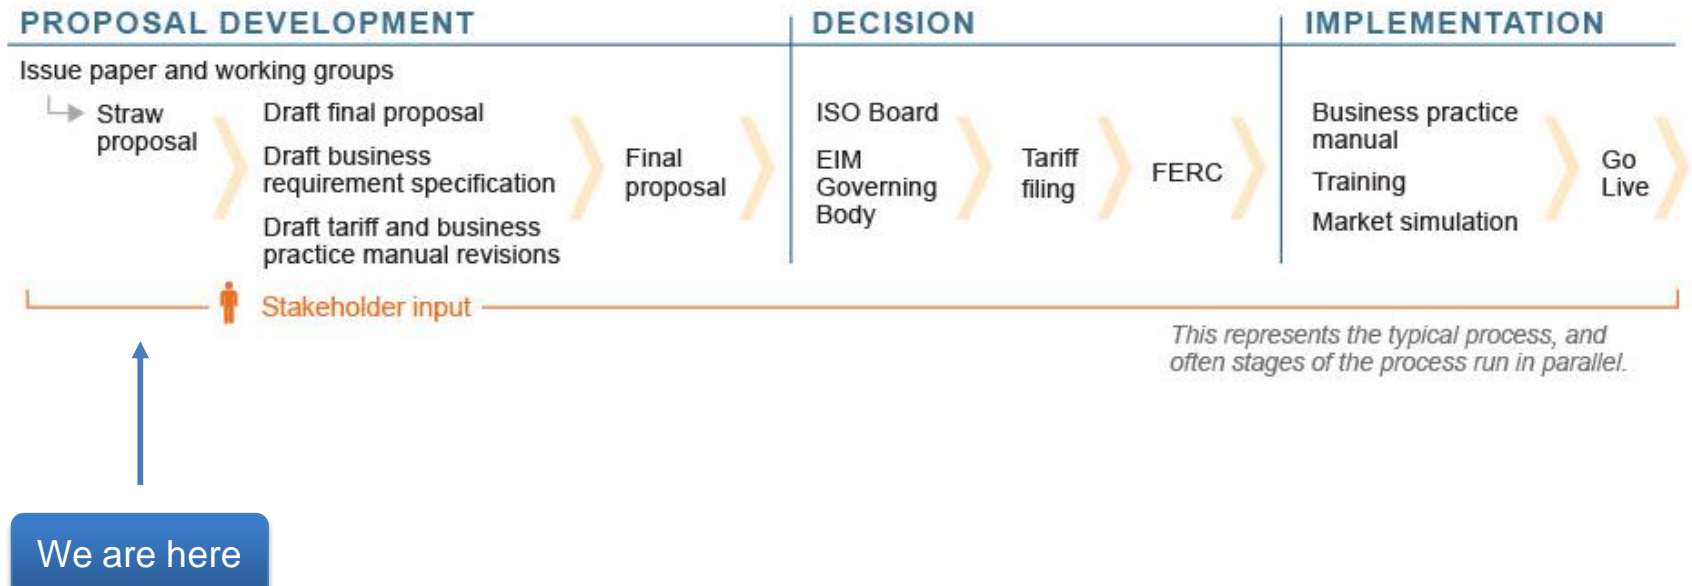 PROPOSAL DEVELOPMENT
Issue paper and working groups
Straw
proposal
Draft final proposal
Draft business
requirement specification
Draft tariff and business
practice manual revisions
Final
proposal
DECISION
ISO Board
EIM
Governing
Body
Tariff
filing
FERC
IMPLEMENTATION
Business practice
manual
Training
Market simulation
Go
Live
Stakeholder input
This represents the typical process, and
often stages of the process run in parallel.
We are here